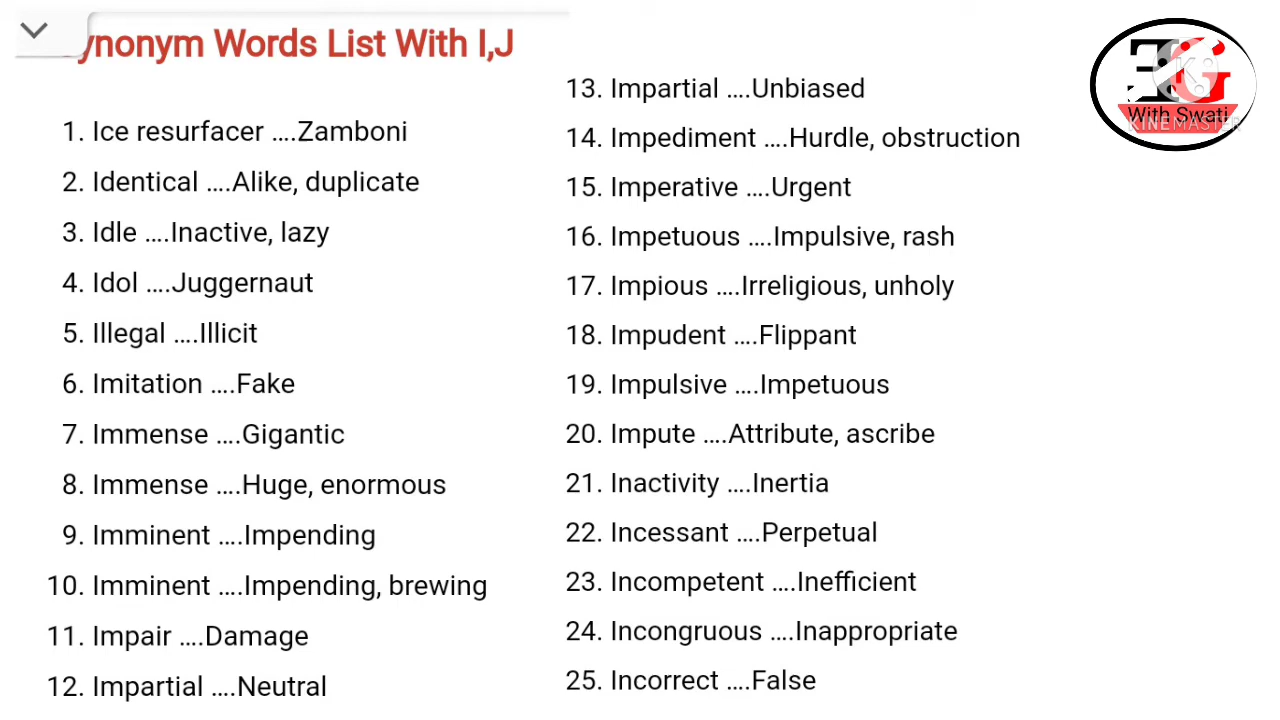 ynonym Words List With I,J
1. Ice resurfacer ....Zamboni
2. Identical ....Alike, duplicate
3. Idle ....Inactive, lazy
4. Idol ....Juggernaut
5. Illegal ....Illicit
6. Imitation ....Fake
7. Immense ....Gigantic
8. Immense ....Huge, enormous
9. Imminent ....Impending
10. Imminent ....Impending, brewing
11. Impair ....Damage
12. Impartial ....Neutral
13. Impartial ....Unbiased
14. Impediment ....Hurdle, obstruction
15. Imperative ....Urgent
16. Impetuous ....Impulsive, rash
17. Impious ....Irreligious, unholy
18. Impudent ....Flippant
19. Impulsive ....Impetuous
20. Impute ....Attribute, ascribe
21. Inactivity ....Inertia
22. Incessant ....Perpetual
23. Incompetent ....Inefficient
24. Incongruous ....Inappropriate
25. Incorrect ....False
EG
With Swati
KINEMASTER